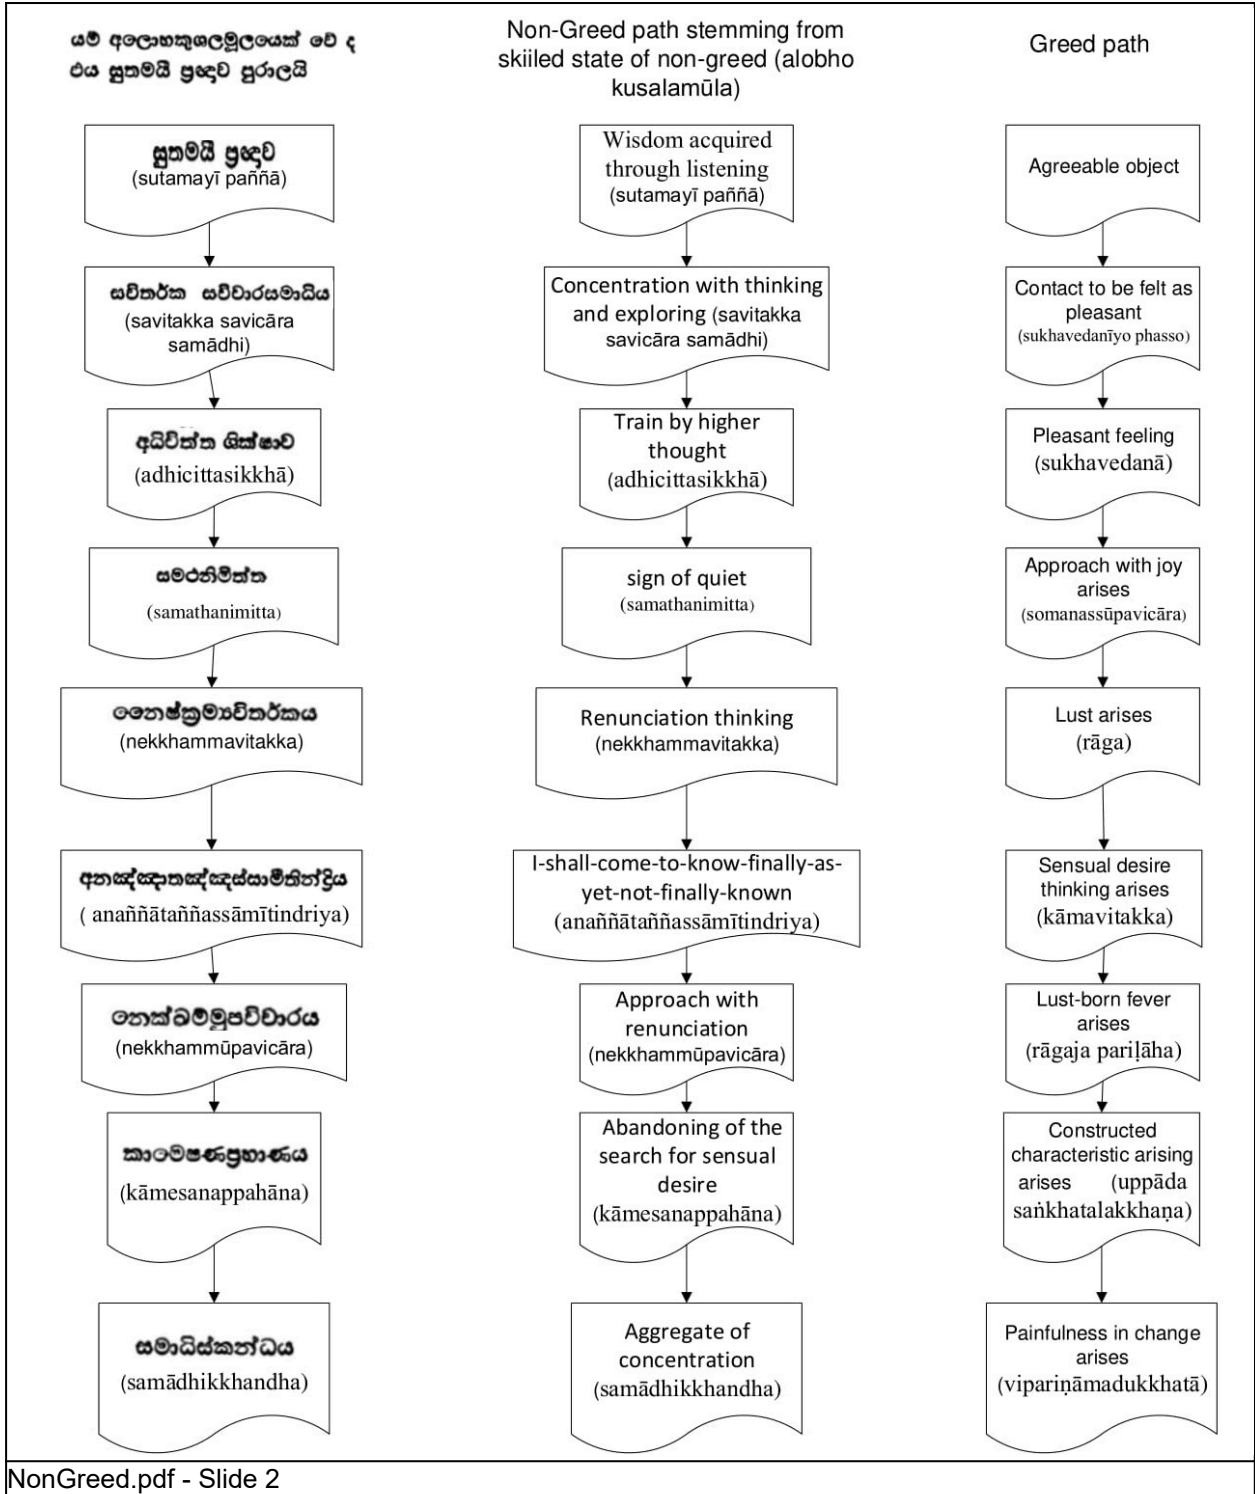 යම් අලොභකුශලමූලයෙක් වේ ද
එය සුතමයී ප්‍රඥාව පුරාලයි
සුතමයී ප්‍රඥාව
(sutamayī paññā)
සවිතර්ක සවිචාරසමාධිය
(savitakka savicāra
samādhi)
අධිචිත්ත ශික්ෂාව
(adhicittasikkhā)
සමථනිමිත්ත
(samathanimitta)
නෛෂ්ක්‍රම්‍යවිතර්කය
(nekkhammavitakka)
අනඤ්ඤාතඤ්ඤස්සාමීතින්ද්‍රිය
( anaññātaññassāmītindriya)
නෙක්ඛම්මුපවිචාරය
(nekkhammūpavicāra)
කාමේෂණප්‍රහාණය
(kāmesanappahāna)
සමාධිස්කන්ධය
(samādhikkhandha)
Non-Greed path stemming from
skiiled state of non-greed (alobho
kusalamūla)
Wisdom acquired
through listening
(sutamayī paññā)
Concentration with thinking
and exploring (savitakka
savicāra samādhi)
Train by higher
thought
(adhicittasikkhā)
sign of quiet
(samathanimitta)
Renunciation thinking
(nekkhammavitakka)
I-shall-come-to-know-finally-as-
yet-not-finally-known
(anaññātaññassāmītindriya)
Approach with
renunciation
(nekkhammūpavicāra)
Abandoning of the
search for sensual
desire
(kāmesanappahāna)
Aggregate of
concentration
(samādhikkhandha)
Greed path
Agreeable object
Contact to be felt as
pleasant
(sukhavedanīyo phasso)
Pleasant feeling
(sukhavedanā)
Approach with joy
arises
(somanassūpavicāra)
Lust arises
(rāga)
Sensual desire
thinking arises
(kāmavitakka)
Lust-born fever
arises
(rāgaja pariḷāha)
Constructed
characteristic arising
arises (uppāda
saṅkhatalakkhaṇa)
Painfulness in change
arises
(vipariṇāmadukkhatā)
NonGreed.pdf - Slide 2